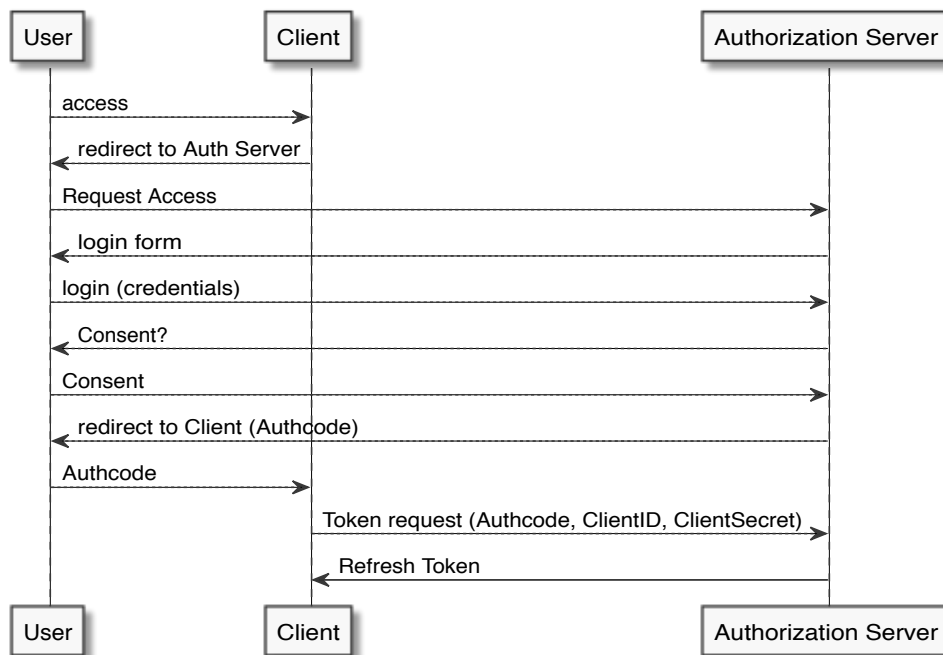 User
Client
Authorization Server
access
redirect to Auth Server
Request Access
login form
login (credentials)
Consent?
Consent
redirect to Client (Authcode)
Authcode
Token request (Authcode, ClientID, ClientSecret)
Refresh Token
User
Client
Authorization Server